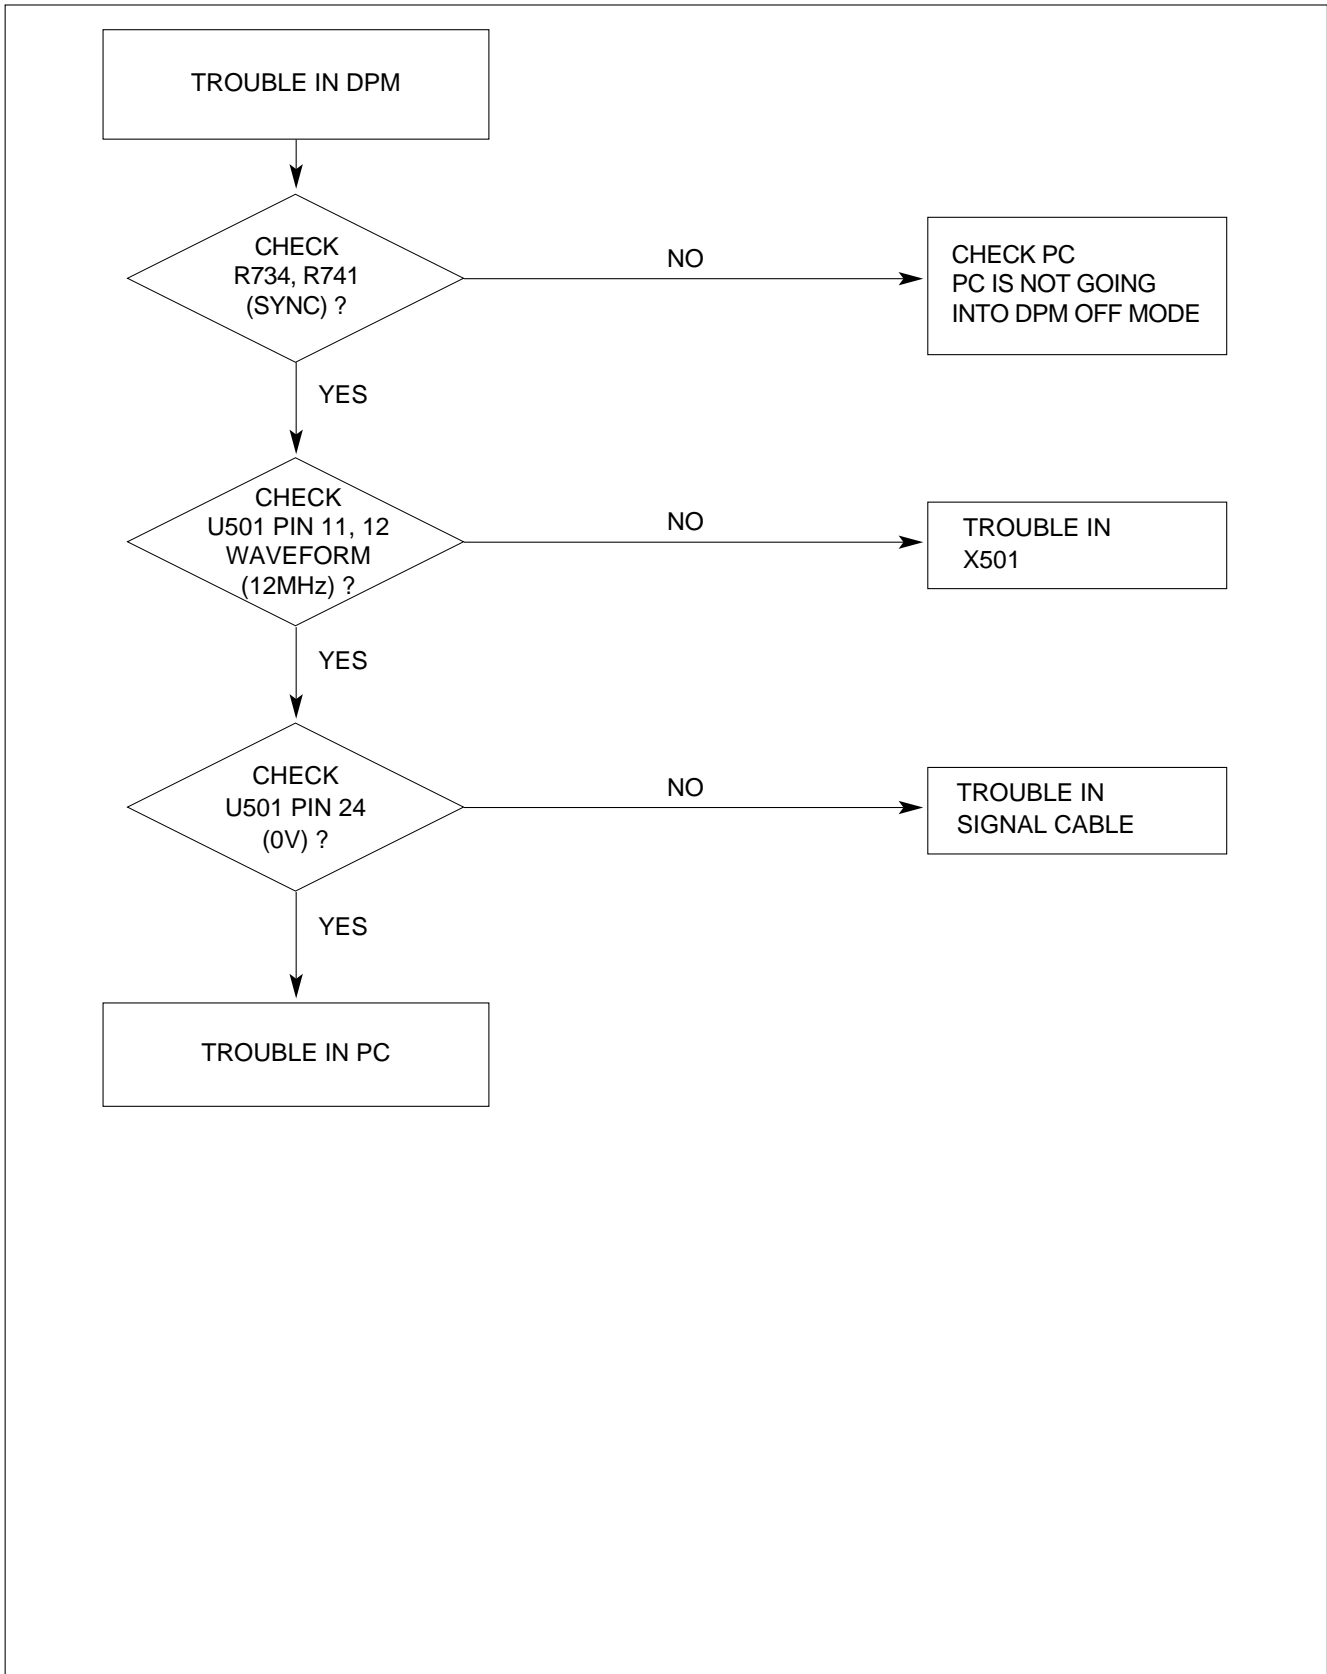 TROUBLE IN DPM
CHECK
R734, R741
(SYNC) ?
NO
CHECK PC
PC IS NOT GOING
INTO DPM OFF MODE
YES
CHECK
U501 PIN 11, 12
WAVEFORM
(12MHz) ?
NO
TROUBLE IN
X501
YES
CHECK
U501 PIN 24
(0V) ?
NO
TROUBLE IN
SIGNAL CABLE
YES
TROUBLE IN PC